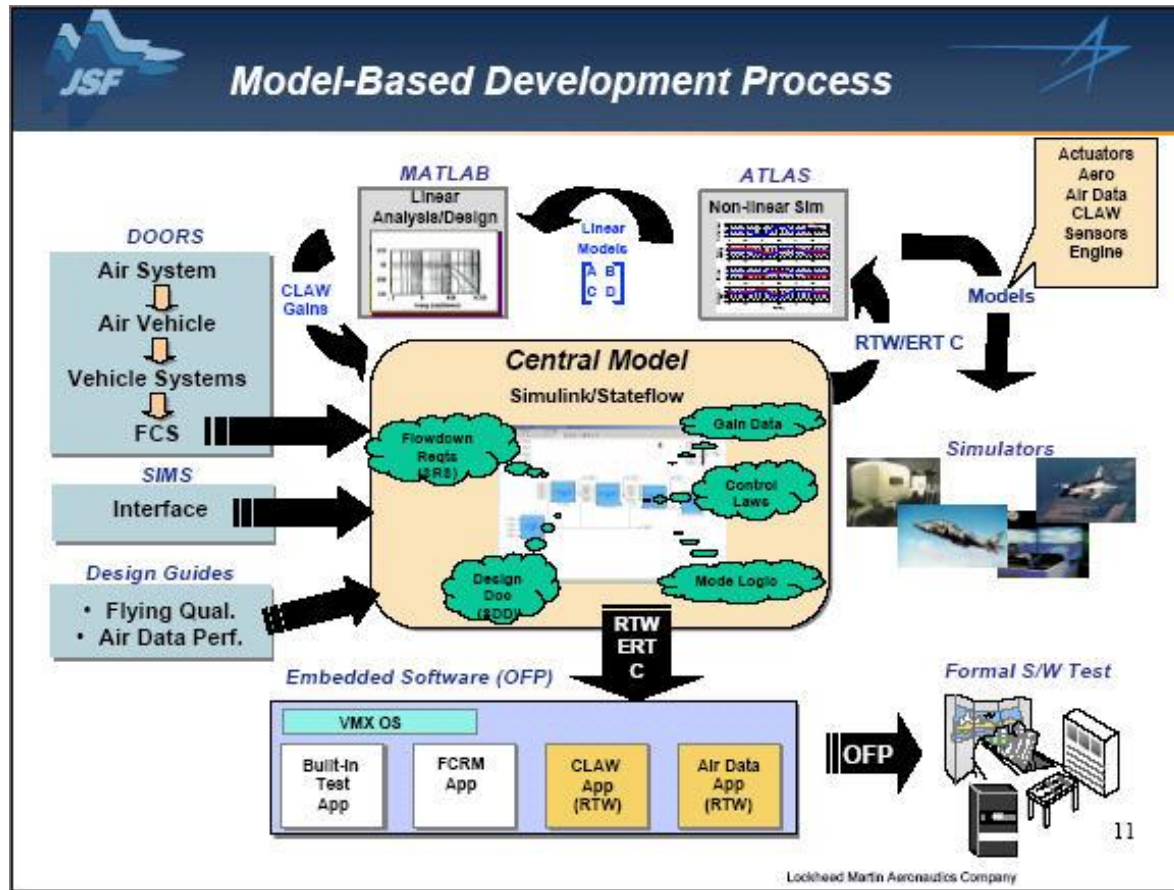 JSF
Model-Based Development Process
Actuators
Aero
Air Data
CLAW
Sensors
Engine
MATLAB
Linear
Analysis/Design
ATLAS
Non-linear Sim
Linear
Models
A B
C D
Models
RTW/ERT C
DOORS
Air System
Air Vehicle
Vehicle Systems
FCS
CLAW
Gains
SIMS
Interface
Design Guides
• Flying Qual.
• Air Data Perf.
Central Model
Simulink/Stateflow
Flowdown
Reqts
(SRS)
Gain Data
Control
Laws
Design
Doc
(SDD)
Mode Logic
Simulators
RTW
ERT
C
Embedded Software (OFP)
VMX OS
Built-in
Test
App
FCRM
App
CLAW
App
(RTW)
Air Data
App
(RTW)
OFP
Formal S/W Test
11
Lockheed Martin Aeronautics Company